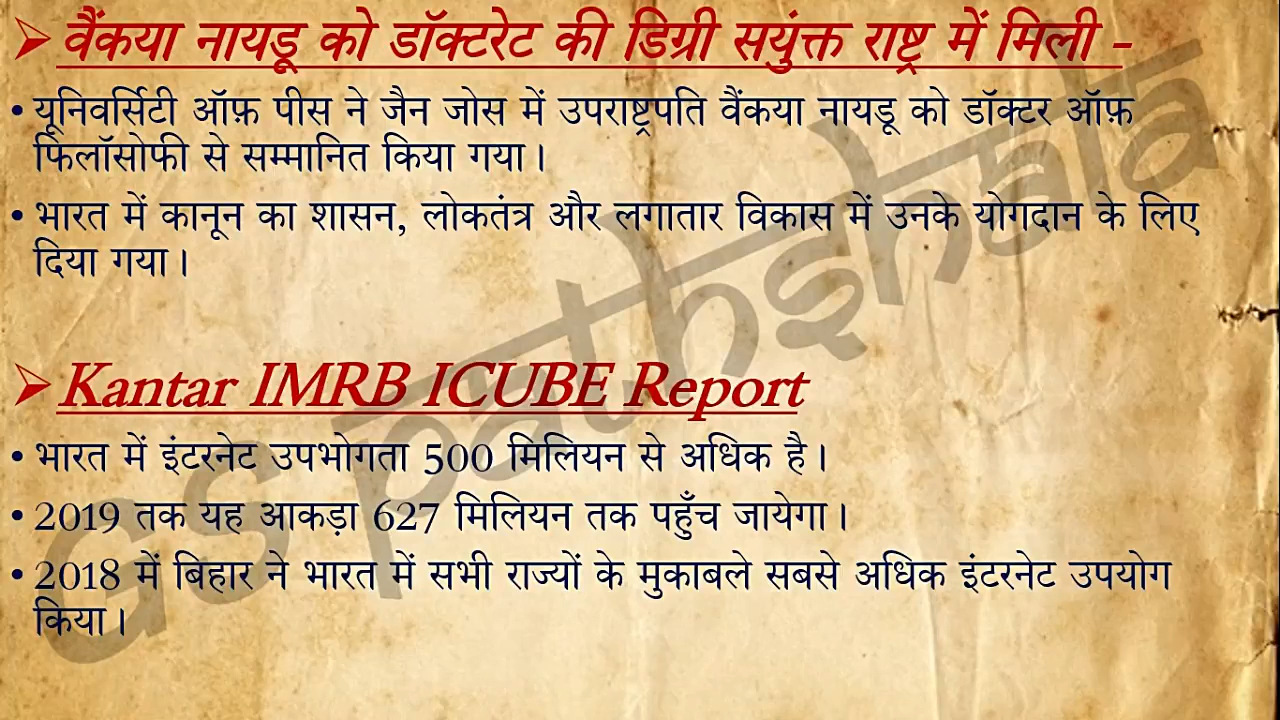 वैंकया नायडू को डॉक्टरेट की डिग्री सयुंक्त राष्ट्र में मिली -
• यूनिवर्सिटी ऑफ़ पीस ने जैन जोस में उपराष्ट्रपति वैंकया नायडू को डॉक्टर ऑफ़
फिलॉसोफी से सम्मानित किया गया।
• भारत में कानून का शासन, लोकतंत्र और लगातार विकास में उनके योगदान के लिए
दिया गया।
Kantar IMRB ICUBE Report
• भारत में इंटरनेट उपभोगता 500 मिलियन से अधिक है।
• 2019 तक यह आकड़ा 627 मिलियन तक पहुँच जायेगा।
• 2018 में बिहार ने भारत में सभी राज्यों के मुकाबले सबसे अधिक इंटरनेट उपयोग
किया।
GS pathshala